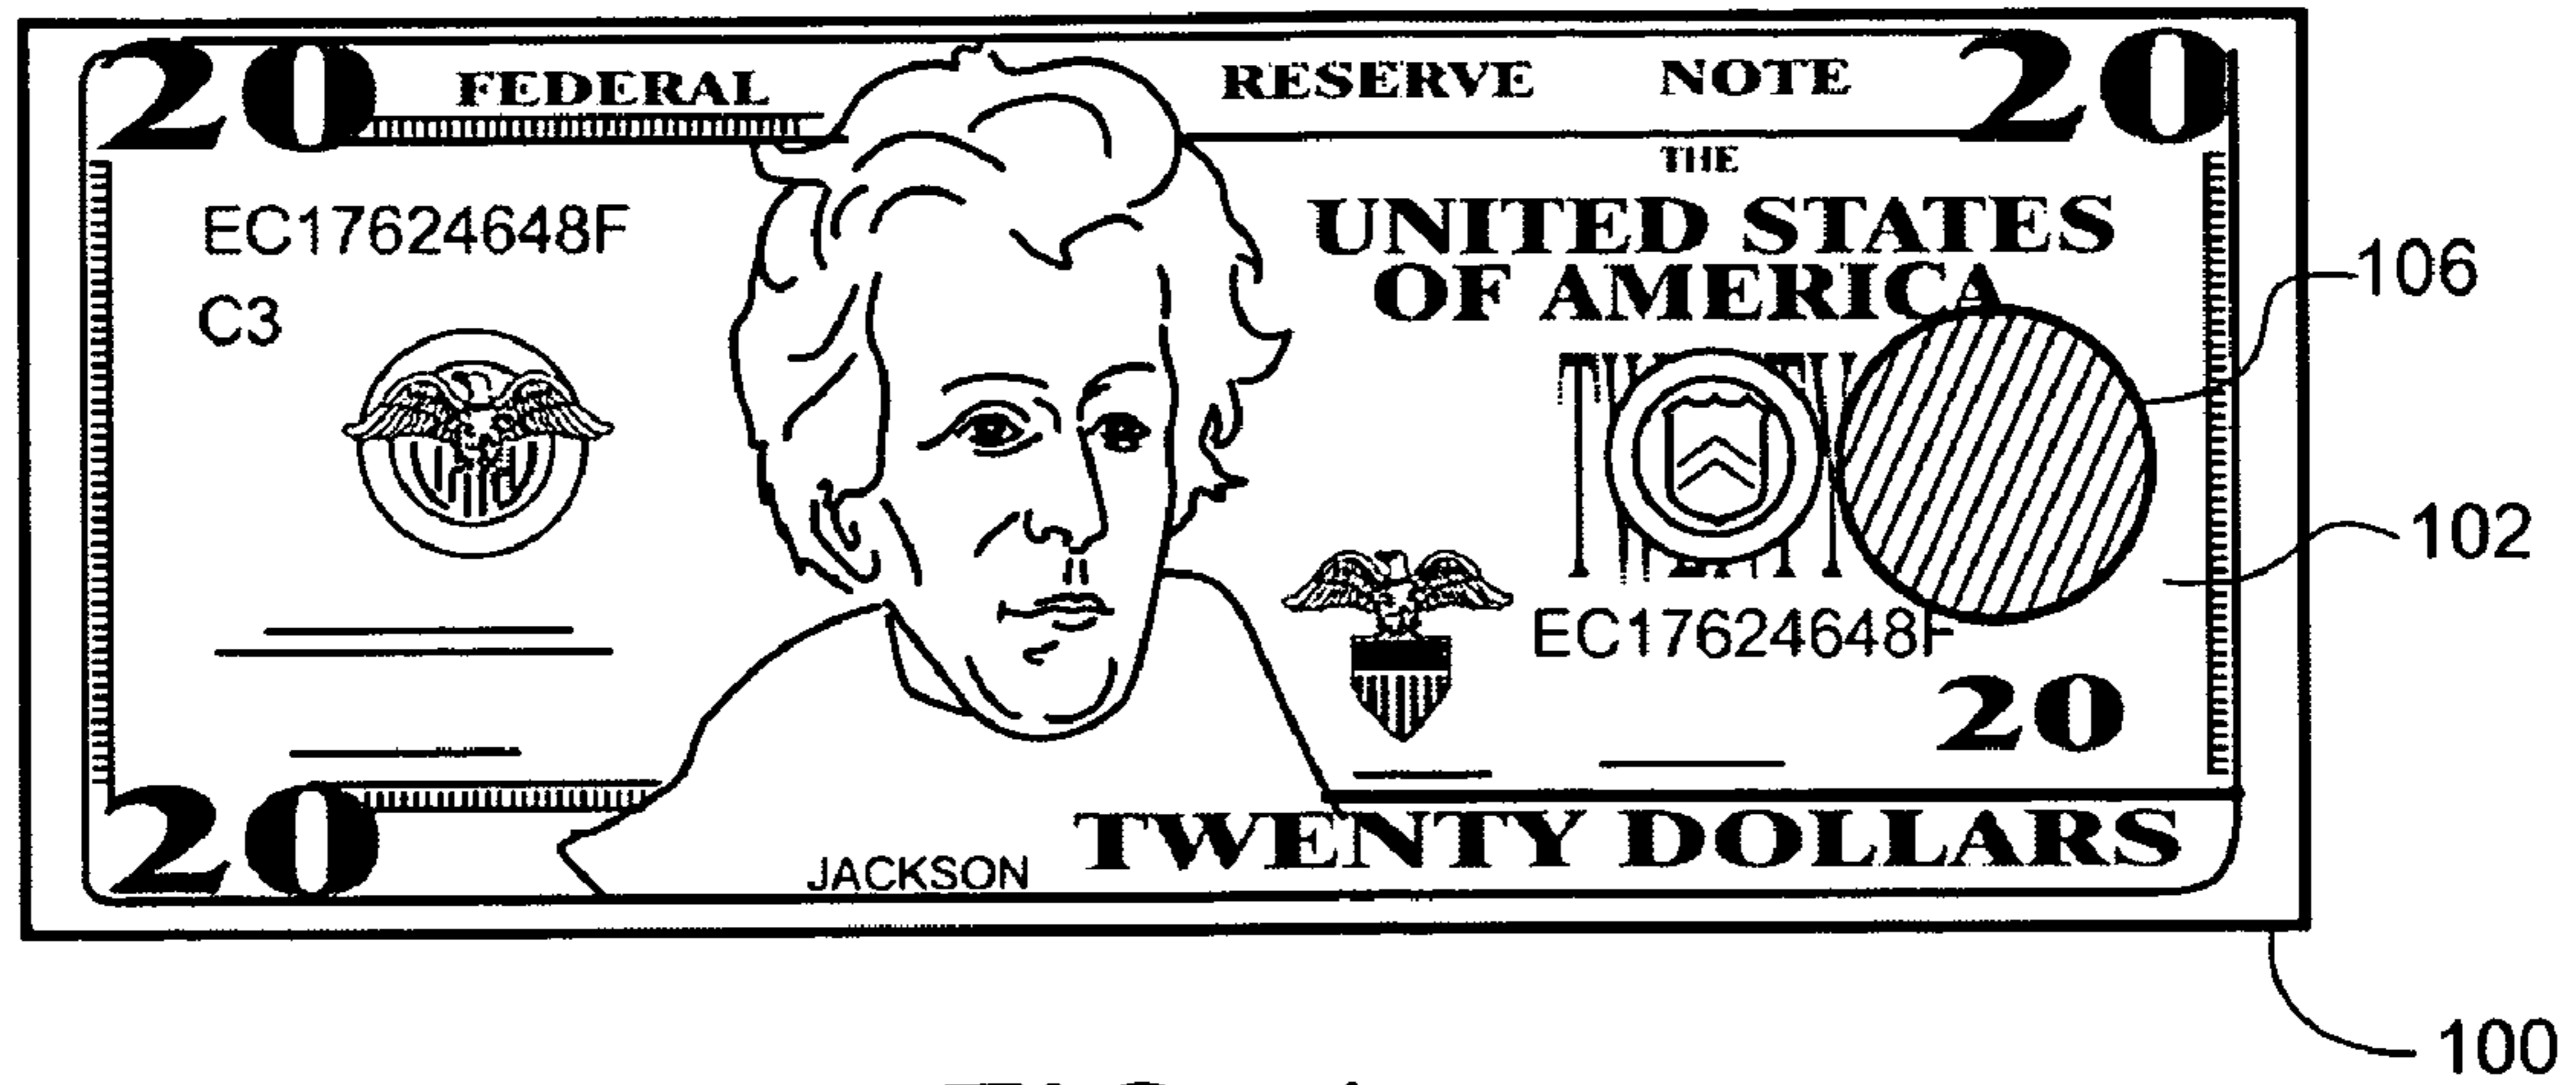 20 FEDERAL RESERVE NOTE 20
THE
UNITED STATES
OF AMERICA
EC17624648F
C3
106
102
EC17624648F
20
20
TWENTY DOLLARS
JACKSON
100